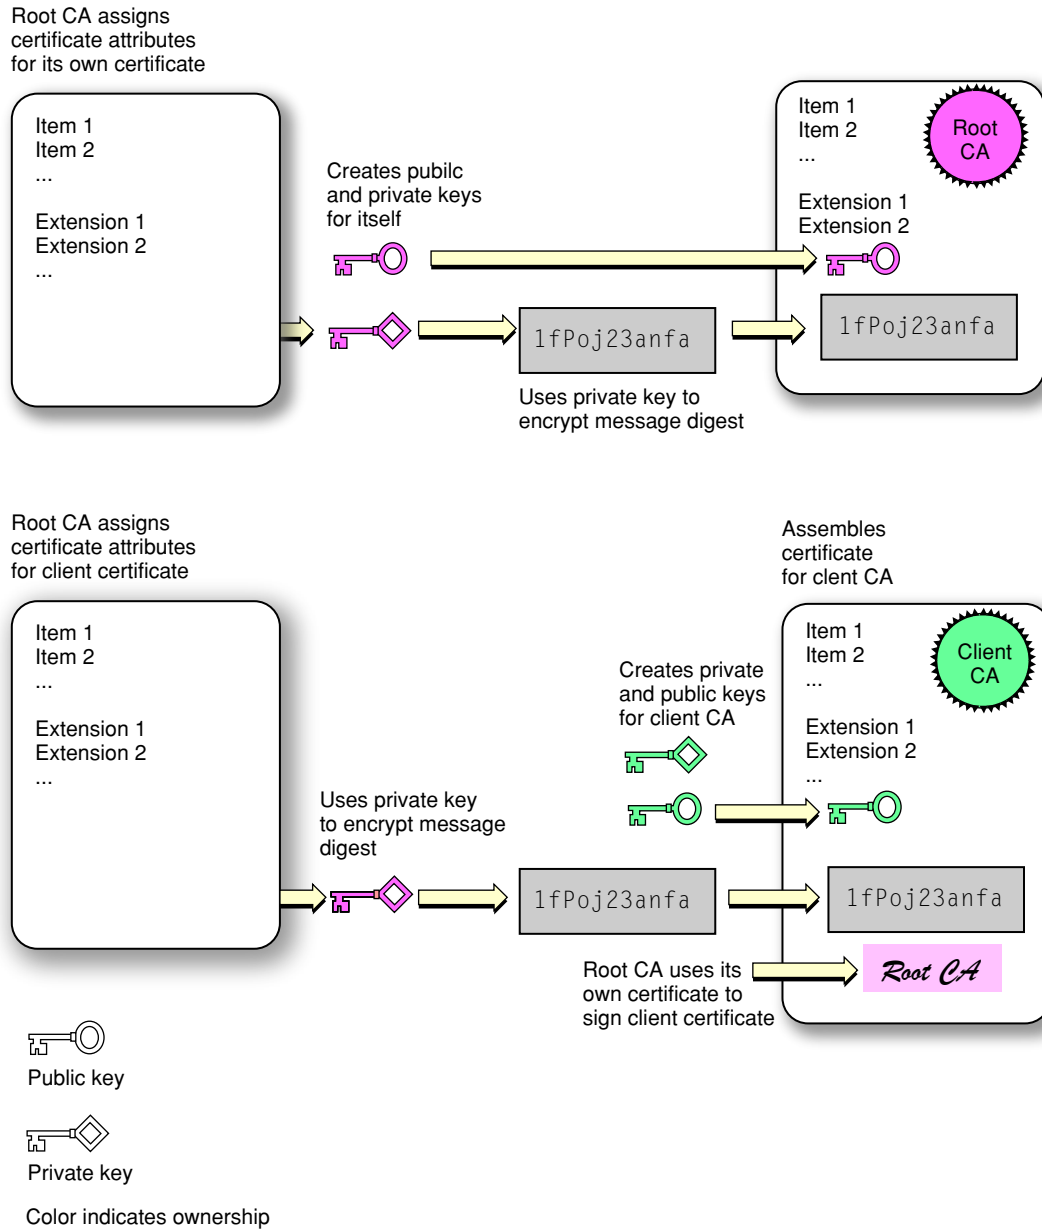 Root CA assigns
certificate attributes
for its own certificate
Item 1
Item 2
...
Extension 1
Extension 2
...
Creates pubilc
and private keys
for itself
1fPoj23anfa
Uses private key to
encrypt message digest
Item 1
Item 2
...
Extension 1
Extension 2
Root
CA
1fPoj23anfa
Root CA assigns
certificate attributes
for client certificate
Item 1
Item 2
...
Extension 1
Extension 2
...
Uses private key
to encrypt message
digest
1fPoj23anfa
Creates private
and public keys
for client CA
Assembles
certificate
for clent CA
Item 1
Item 2
...
Extension 1
Extension 2
...
Client
CA
1fPoj23anfa
Root CA uses its
own certificate to
sign client certificate
Root CA
Public key
Private key
Color indicates ownership